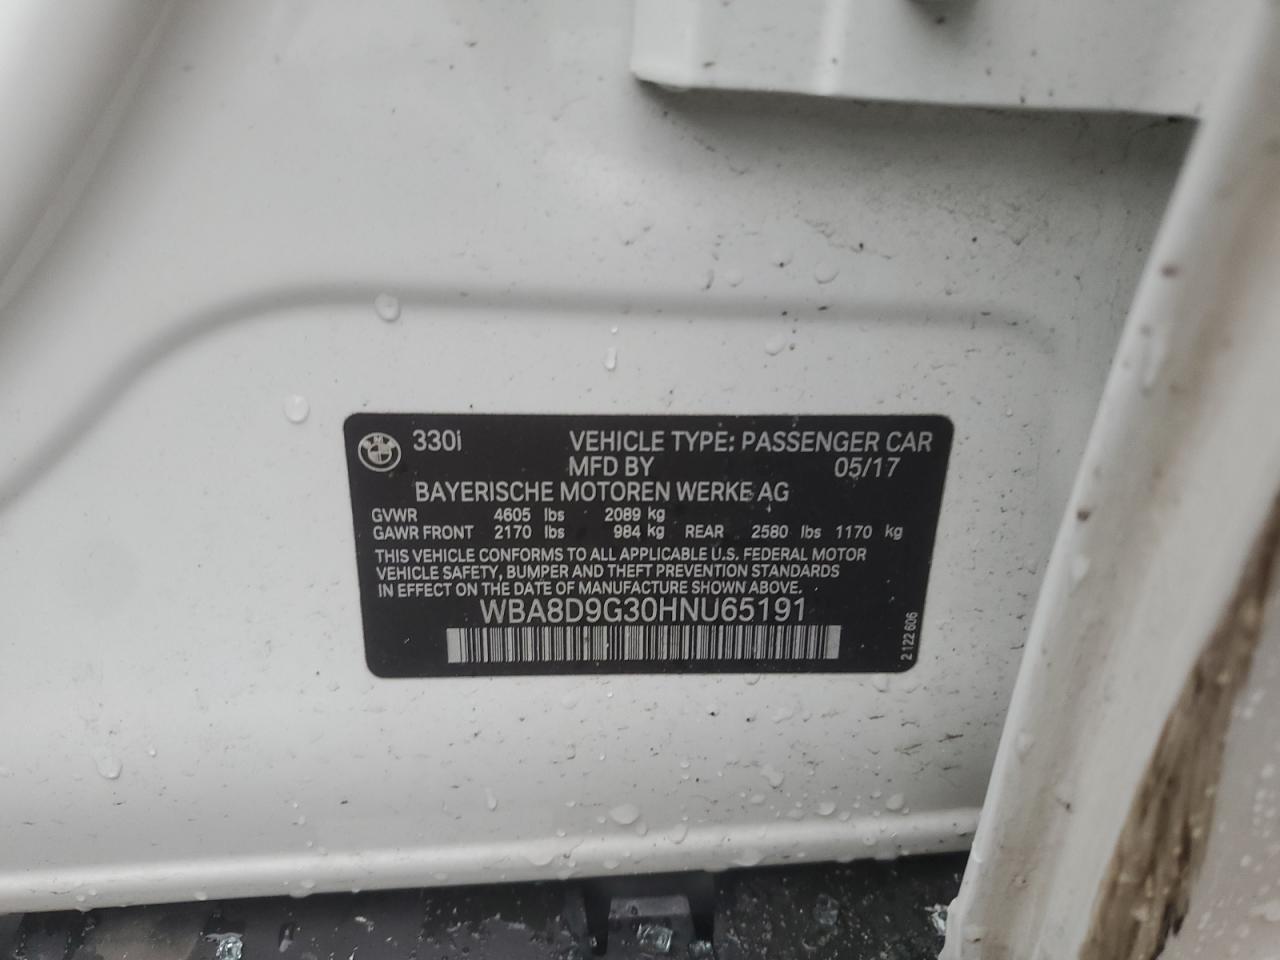 BMW 330i VEHICLE TYPE: PASSENGER CAR
MFD BY 05/17
BAYERISCHE MOTOREN WERKE AG
GVWR 4605 lbs 2089 kg
GAWR FRONT 2170 lbs 984 kg REAR 2580 lbs 1170 kg
THIS VEHICLE CONFORMS TO ALL APPLICABLE U.S. FEDERAL MOTOR
VEHICLE SAFETY, BUMPER AND THEFT PREVENTION STANDARDS
IN EFFECT ON THE DATE OF MANUFACTURE SHOWN ABOVE.
WBA8D9G30HNU65191
2 122 606